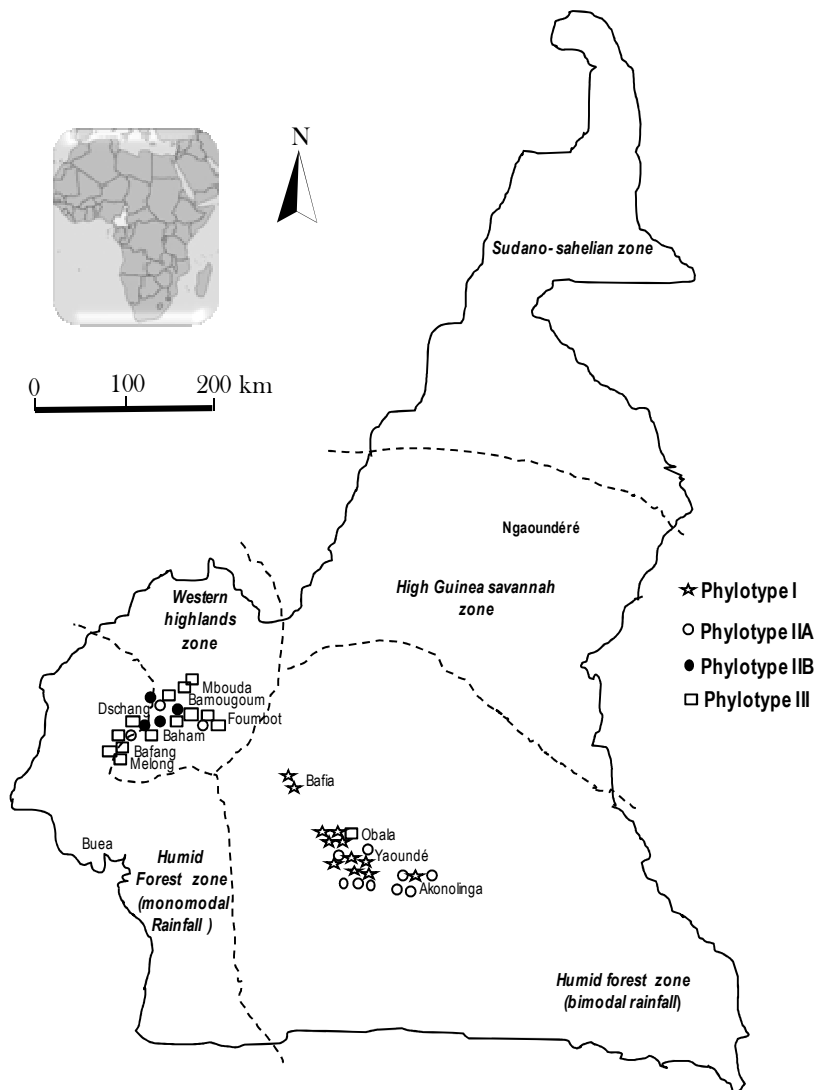 N
Sudano- sahelian zone
0 100 200 km
Ngaoundéré
High Guinea savannah
zone
Western
highlands
zone
Phylotype I
Phylotype IIA
Phylotype IIB
Phylotype III
Mbouda
Bamougoum
Dschang
Foumbot
Baham
Bafang
Melong
Bafia
Obala
Yaoundé
Akonolinga
Buea
Humid
Forest zone
(monomodal
Rainfall )
Humid forest zone
(bimodal rainfall)